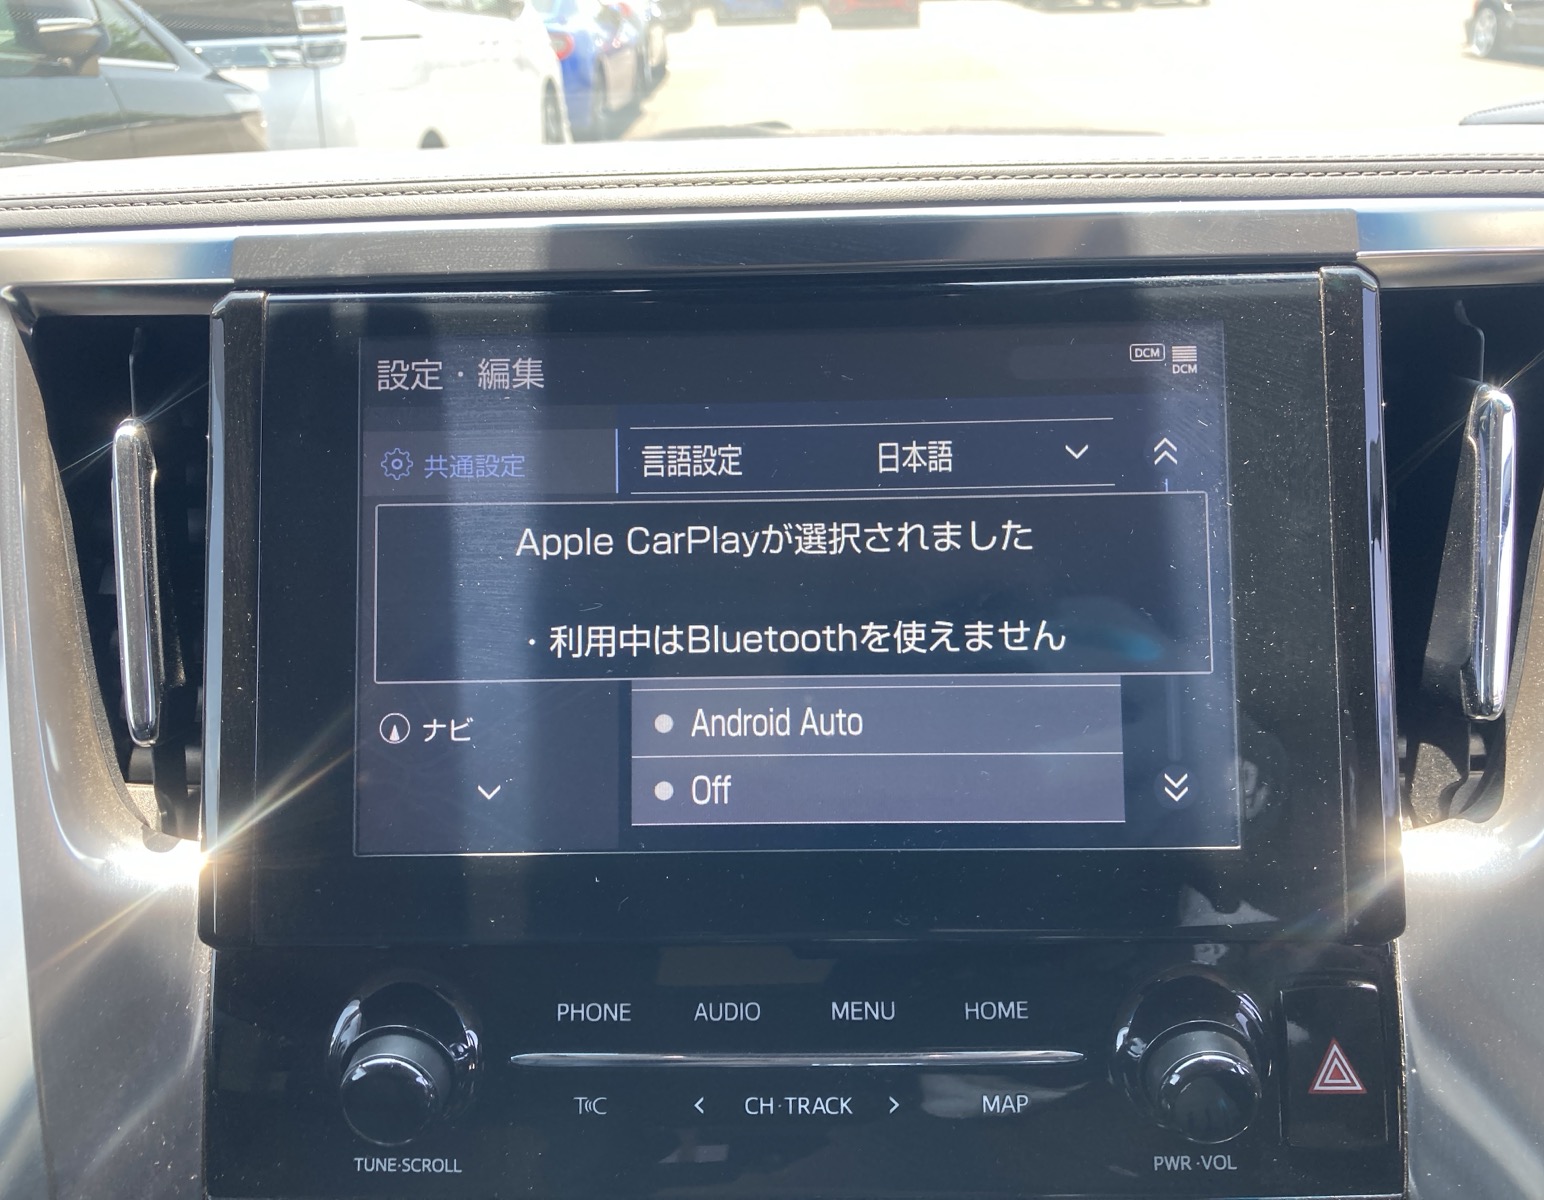 設定・編集
DCM
DCM
共通設定
言語設定 日本語
Apple CarPlayが選択されました
・利用中はBluetoothを使えません
ナビ
Android Auto
Off
PHONE AUDIO MENU HOME
TC < CH·TRACK > MAP
TUNE·SCROLL
PWR·VOL